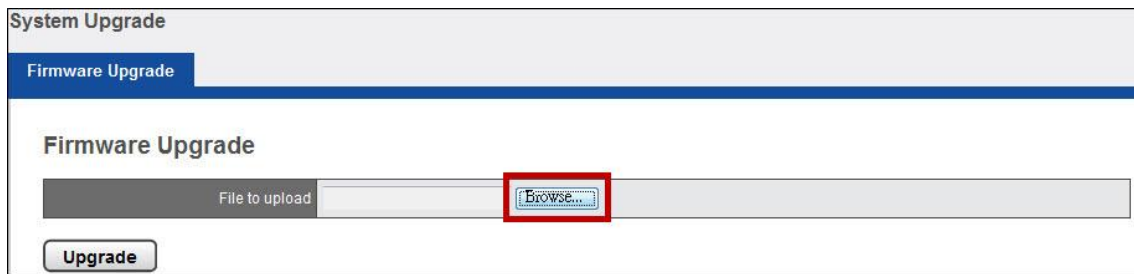 System Upgrade
Firmware Upgrade
Firmware Upgrade
File to upload Browse...
Upgrade